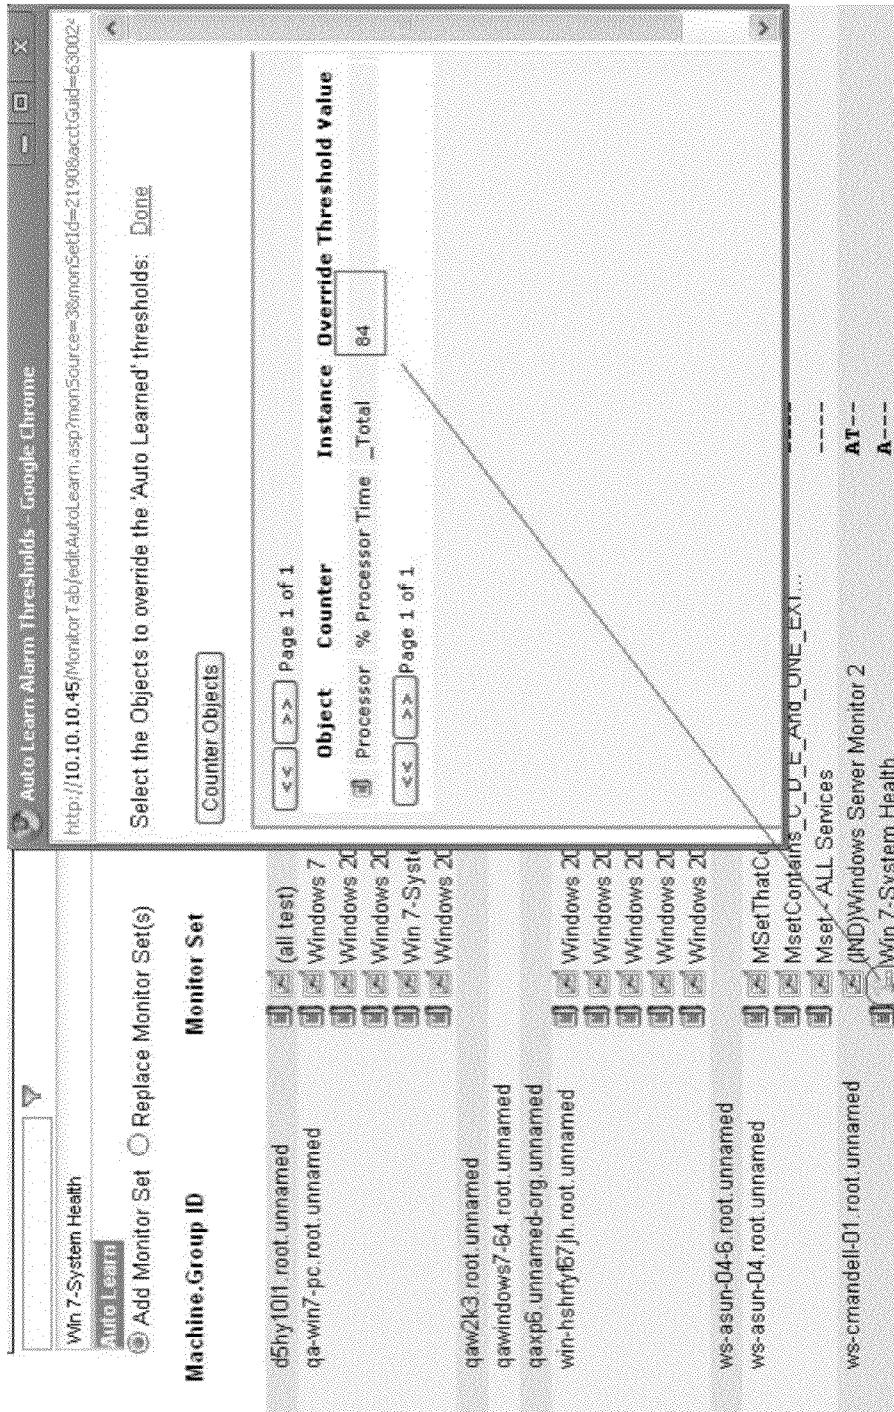 Auto Learn Alarm Thresholds - Google Chrome
http://10.10.10.45/MonitorTab/editAutoLearn.asp?monSource=3&monSetId=2190&acctGuid=63002
Select the Objects to override the 'Auto Learned' thresholds: Done
Counter Objects
<< >> Page 1 of 1
Object Counter Instance Override Threshold Value
Processor % Processor Time _Total 84
<< >> Page 1 of 1
Win 7-System Health
Auto Learn
Add Monitor Set Replace Monitor Set(s)
Machine.Group ID Monitor Set
d5hy10l1.root.unnamed (all test)
qa-win7-pc.root.unnamed Windows 7
Windows 20
Windows 20
Win 7-Syste
Windows 20
qaw2k3.root.unnamed
qawindows7-64.root.unnamed
qaxp6.unnamed-org.unnamed
win-hshrfyf67jh.root.unnamed Windows 20
Windows 20
Windows 20
Windows 20
Windows 20
ws-asun-04-6.root.unnamed
ws-asun-04.root.unnamed MSetThatCo
MsetContains_C_D_E_And_ONE_EXT... ----
Mset - ALL Services ----
ws-cmandell-01.root.unnamed (IND)Windows Server Monitor 2 AT--
Win 7-System Health A---